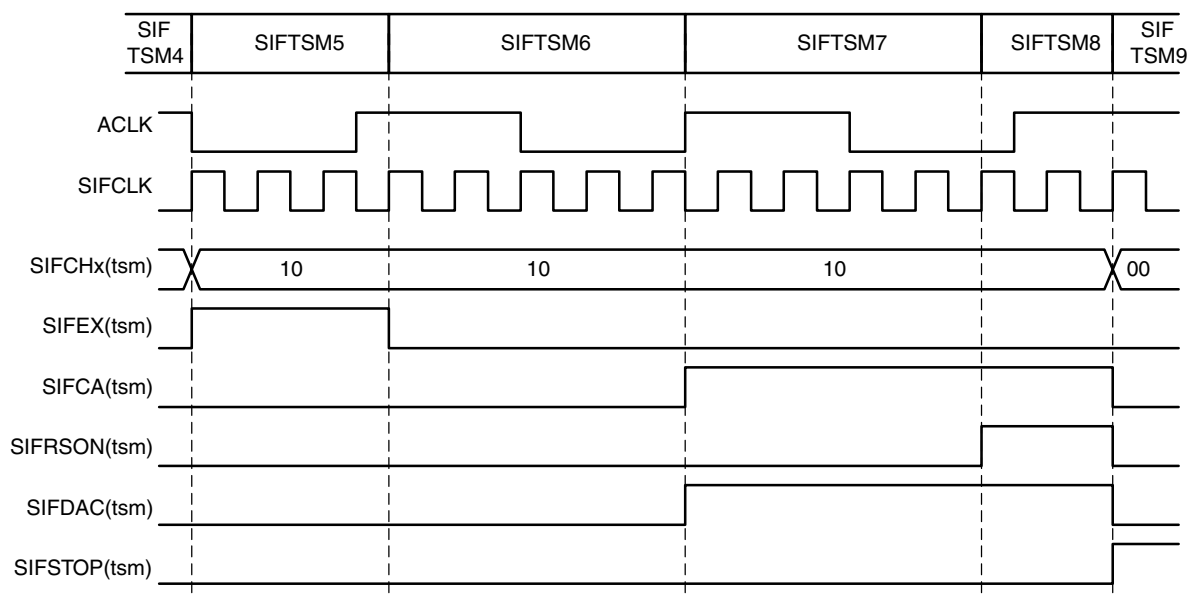 SIF
TSM4
SIFTSM5
SIFTSM6
SIFTSM7
SIFTSM8
SIF
TSM9
ACLK
SIFCLK
SIFCHx(tsm)
10
10
10
00
SIFEX(tsm)
SIFCA(tsm)
SIFRSON(tsm)
SIFDAC(tsm)
SIFSTOP(tsm)